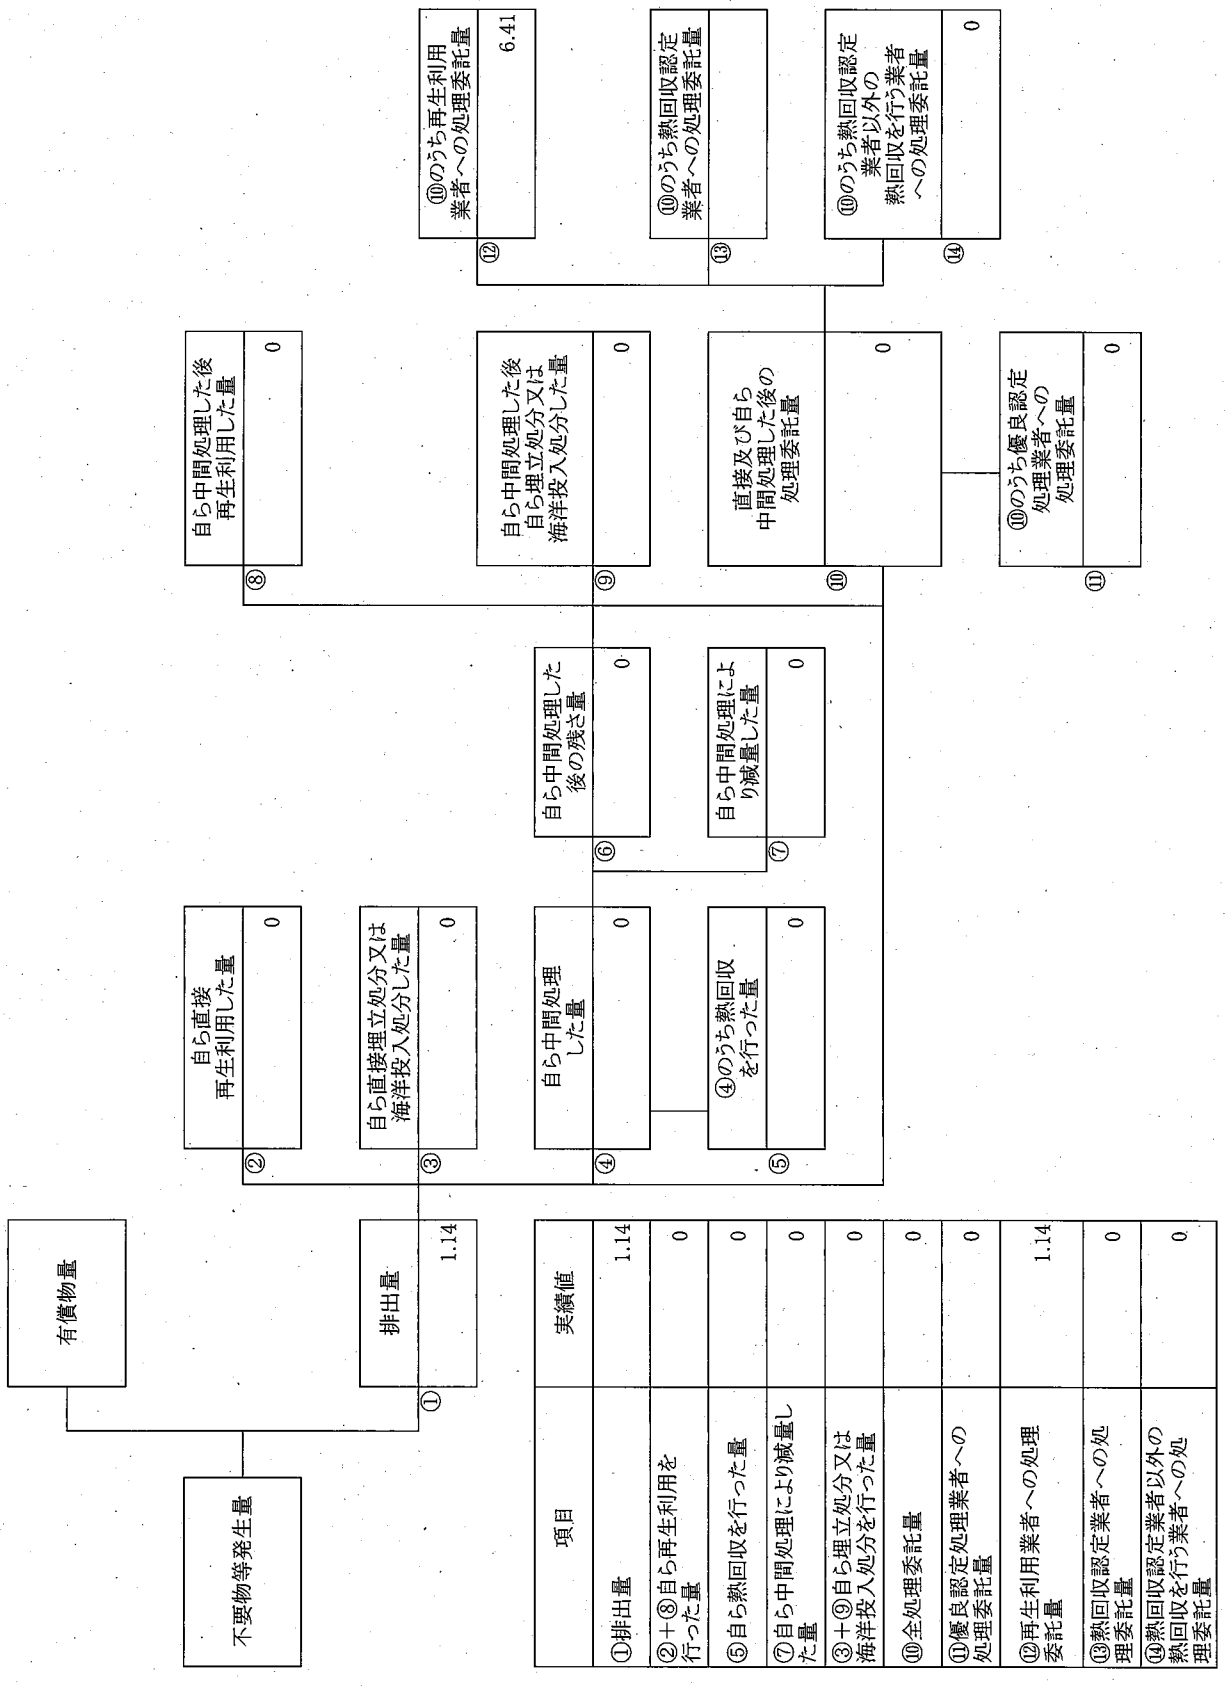 有償物量
不要物等発生量
排出量
①
1.14
自ら直接
再生利用した量
②
0
自ら直接埋立処分又は
海洋投入処分した量
③
0
自ら中間処理
した量
④
0
④のうち熱回収
を行った量
⑤
0
自ら中間処理した
後の残さ量
⑥
0
自ら中間処理によ
り減量した量
⑦
0
自ら中間処理した後
再生利用した量
⑧
0
自ら中間処理した後
自ら埋立処分又は
海洋投入処分した量
⑨
0
直接及び自ら
中間処理した後の
処理委託量
⑩
0
⑩のうち優良認定
処理業者への
処理委託量
⑪
0
⑩のうち再生利用
業者への処理委託量
⑫
6.41
⑩のうち熱回収認定
業者への処理委託量
⑬
⑩のうち熱回収認定
業者以外の
熱回収を行う業者
への処理委託量
⑭
0
項目
実績値
①排出量
1.14
②+⑧自ら再生利用を
行った量
0
⑤自ら熱回収を行った量
0
⑦自ら中間処理により減量し
た量
0
③+⑨自ら埋立処分又は
海洋投入処分を行った量
0
⑩全処理委託量
0
⑪優良認定処理業者への
処理委託量
0
⑫再生利用業者への処理
委託量
1.14
⑬熱回収認定業者への処
理委託量
0
⑭熱回収認定業者以外の
熱回収を行う業者への処
理委託量
0